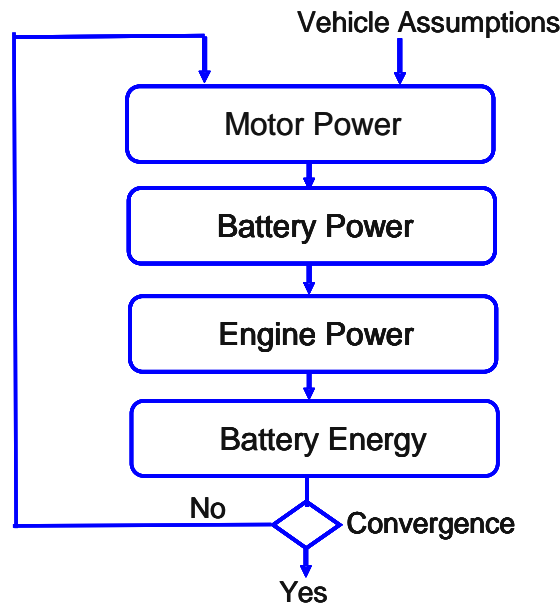 Vehicle Assumptions
Motor Power
Battery Power
Engine Power
Battery Energy
No
Convergence
Yes